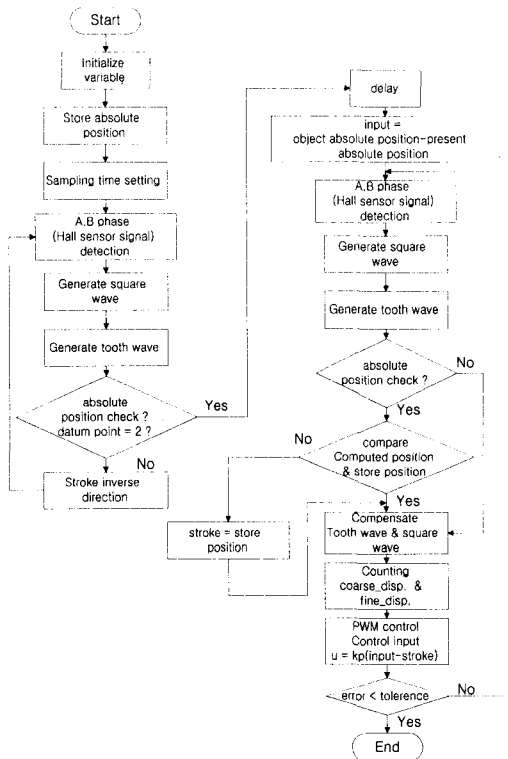 Start
Initialize
variable
Store absolute
position
Sampling time setting
A,B phase
(Hall sensor signal)
detection
Generate square
wave
Generate tooth wave
absolute
position check ?
datum point = 2 ?
Yes
No
Stroke inverse
direction
delay
input =
object absolute position-present
absolute position
A,B phase
(Hall sensor signal)
detection
Generate square
wave
Generate tooth wave
absolute
position check ?
No
Yes
compare
Computed position
& store position
No
Yes
stroke = store
position
Compensate
Tooth wave & square
wave
Counting
coarse_disp. &
fine_disp.
PWM control
Control input
u = kp(input-stroke)
error < tolerence
No
Yes
End